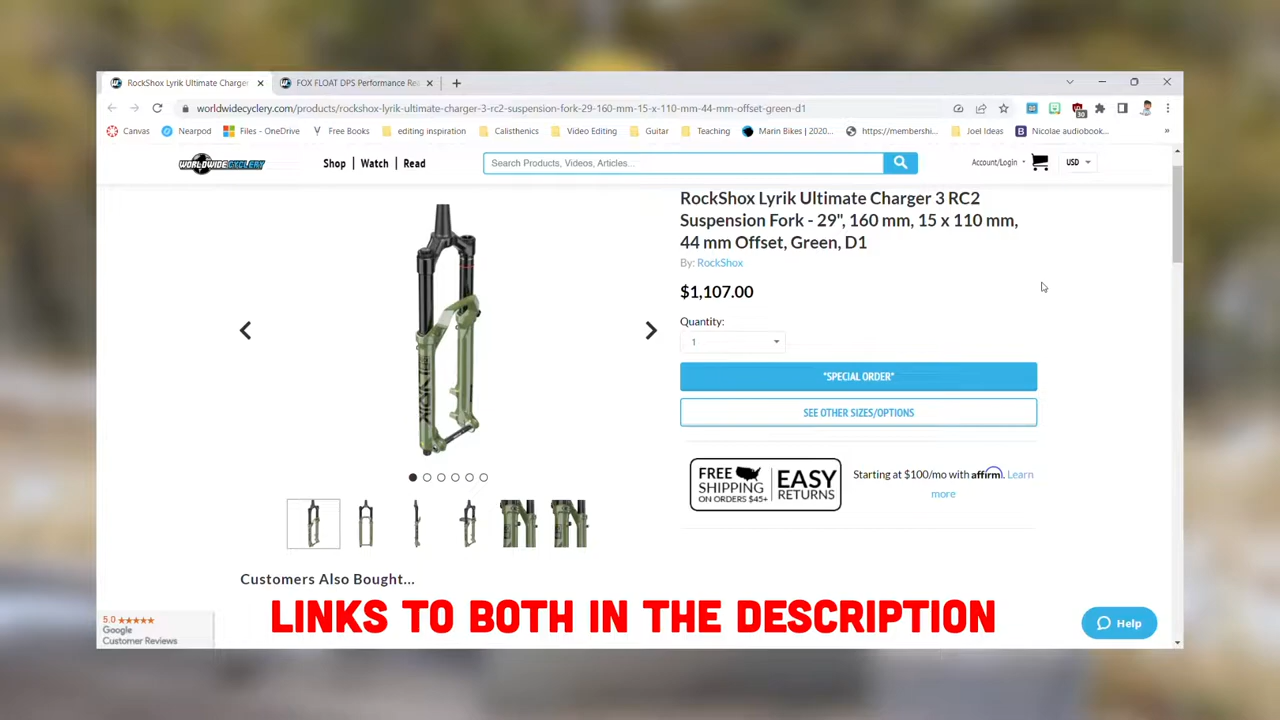 RockShox Lyrik Ultimate Charger
FOX FLOAT DPS Performance Re
worldwidecyclery.com/products/rockshox-lyrik-ultimate-charger-3-rc2-suspension-fork-29-160-mm-15-x-110-mm-44-mm-offset-green-d1
30
Canvas
Nearpod
Files - OneDrive
Free Books
editing inspiration
Calisthenics
Video Editing
Guitar
Teaching
Marin Bikes | 2020...
https://membershi...
Joel Ideas
B
Nicolae audiobook...
»
WORLDWIDE CYCLERY
Shop | Watch | Read
Search Products, Videos, Articles...
Account/Login
USD
RockShox Lyrik Ultimate Charger 3 RC2
Suspension Fork - 29", 160 mm, 15 x 110 mm,
44 mm Offset, Green, D1
By: RockShox
$1,107.00
Quantity:
1
*SPECIAL ORDER*
SEE OTHER SIZES/OPTIONS
FREE
SHIPPING
ON ORDERS $45+
EASY
RETURNS
Starting at $100/mo with affirm. Learn
more
LYRIK
Customers Also Bought...
LINKS TO BOTH IN THE DESCRIPTION
5.0 ★★★★★
Google
Customer Reviews
Help